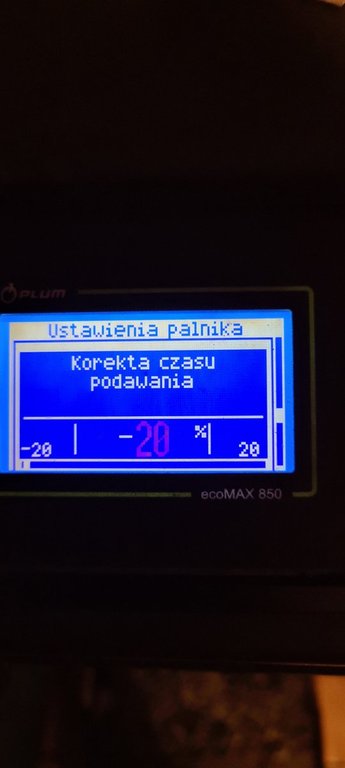 PLUM
Ustawienia palnika
Korekta czasu
podawania
-20 -20 % 20
ecoMAX 850